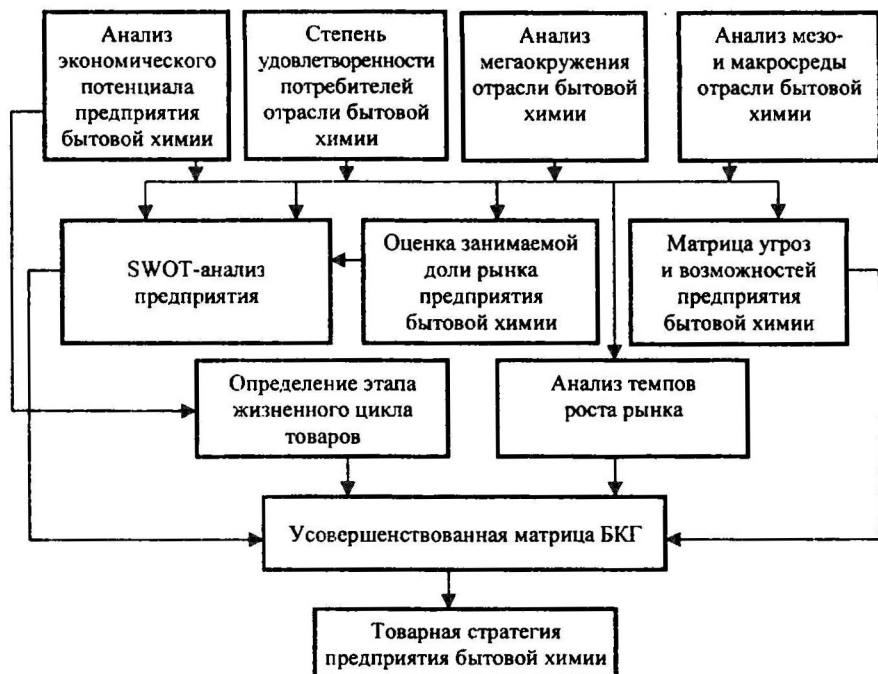 Анализ
экономического
потенциала
предприятия
бытовой химии
Степень
удовлетворенности
потребителей
отрасли бытовой
химии
Анализ
мегаокружения
отрасли бытовой
химии
Анализ мезо-
и макросреды
отрасли бытовой
химии
SWOT-анализ
предприятия
Оценка занимаемой
доли рынка
предприятия
бытовой химии
Матрица угроз
и возможностей
предприятия
бытовой химии
Определение этапа
жизненного цикла
товаров
Анализ темпов
роста рынка
Усовершенствованная матрица БКГ
Товарная стратегия
предприятия бытовой химии